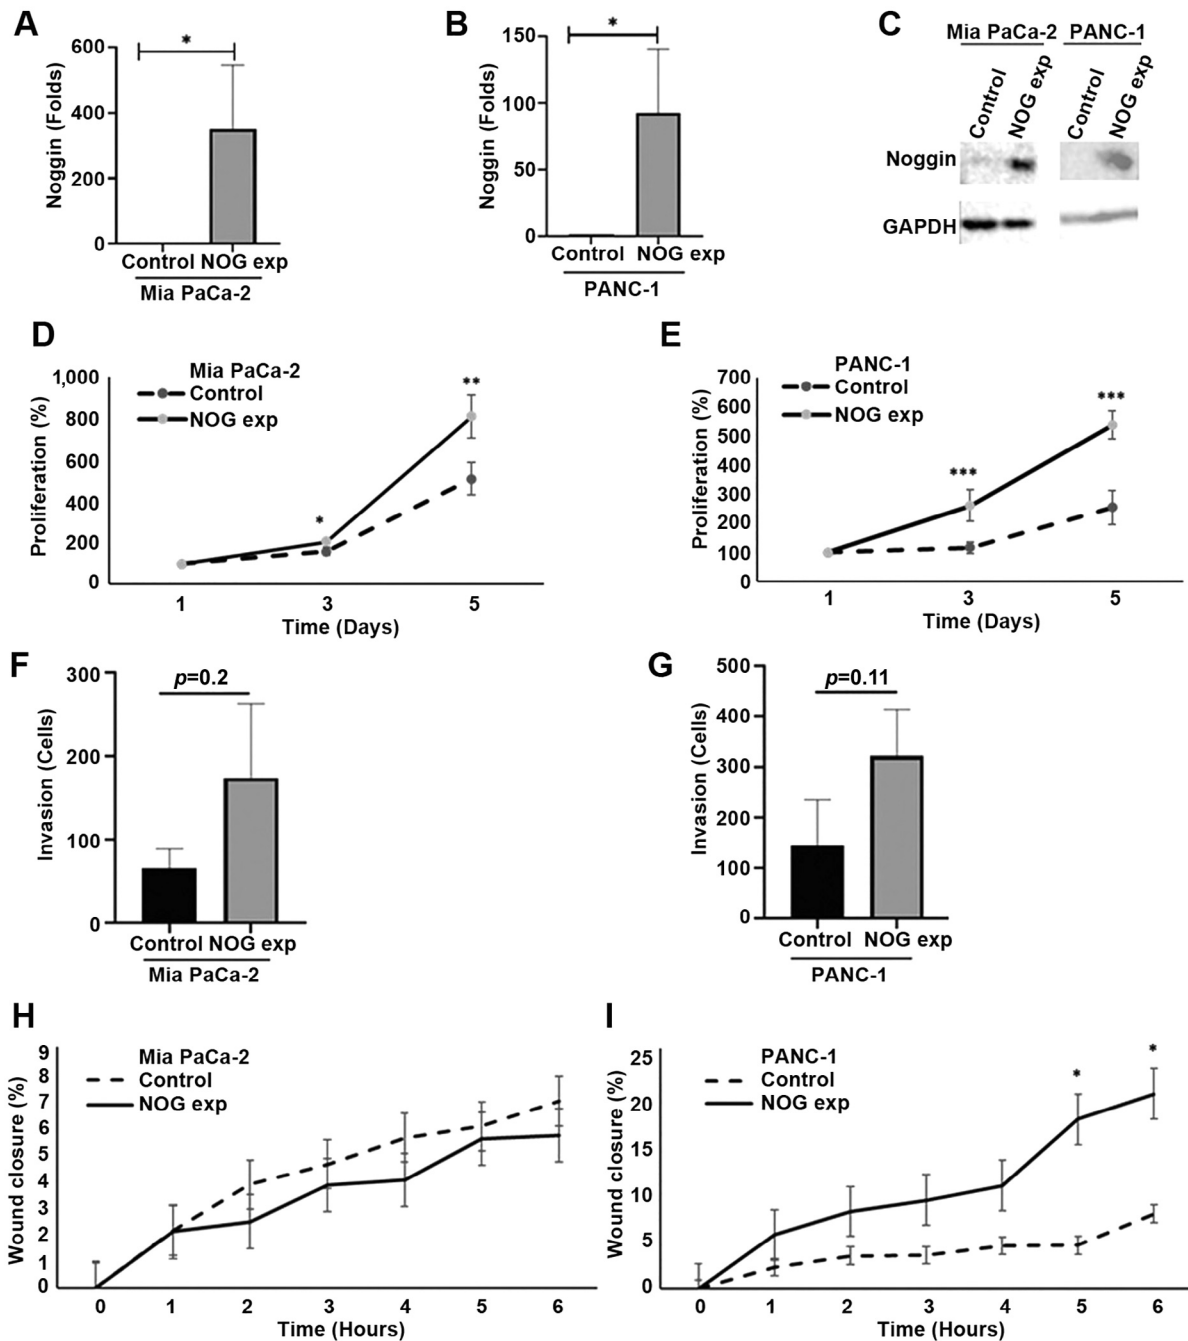 A
Noggin (Folds)
600
400
200
0
*
Control NOG exp
Mia PaCa-2
B
Noggin (Folds)
150
100
50
0
*
Control NOG exp
PANC-1
C
Mia PaCa-2 PANC-1
Control
NOG exp
Control
NOG exp
Noggin
GAPDH
D
Proliferation (%)
1,000
800
600
400
200
0
Mia PaCa-2
Control
NOG exp
*
**
1 3 5
Time (Days)
E
Proliferation (%)
700
600
500
400
300
200
100
0
PANC-1
Control
NOG exp
***
***
1 3 5
Time (Days)
F
Invasion (Cells)
300
200
100
0
p=0.2
Control NOG exp
Mia PaCa-2
G
Invasion (Cells)
500
400
300
200
100
0
p=0.11
Control NOG exp
PANC-1
H
Wound closure (%)
9
8
7
6
5
4
3
2
1
0
Mia PaCa-2
Control
NOG exp
0 1 2 3 4 5 6
Time (Hours)
I
Wound closure (%)
25
20
15
10
5
0
PANC-1
Control
NOG exp
*
*
0 1 2 3 4 5 6
Time (Hours)